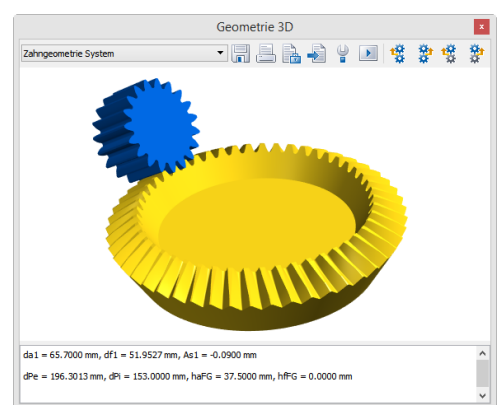 Geometrie 3D
x
Zahngeometrie System
da1 = 65.7000 mm, df1 = 51.9527 mm, As1 = -0.0900 mm
dPe = 196.3013 mm, dPi = 153.0000 mm, haFG = 37.5000 mm, hfFG = 0.0000 mm